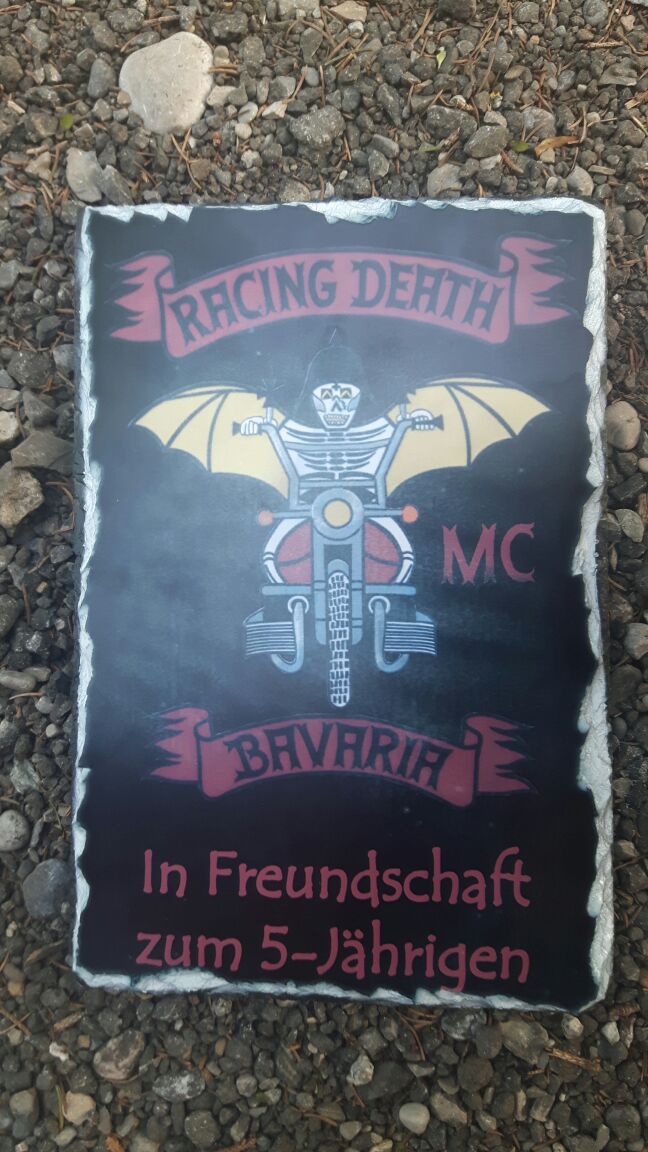 RACING DEATH
MC
BAVARIA
In Freundschaft
zum 5-Jährigen